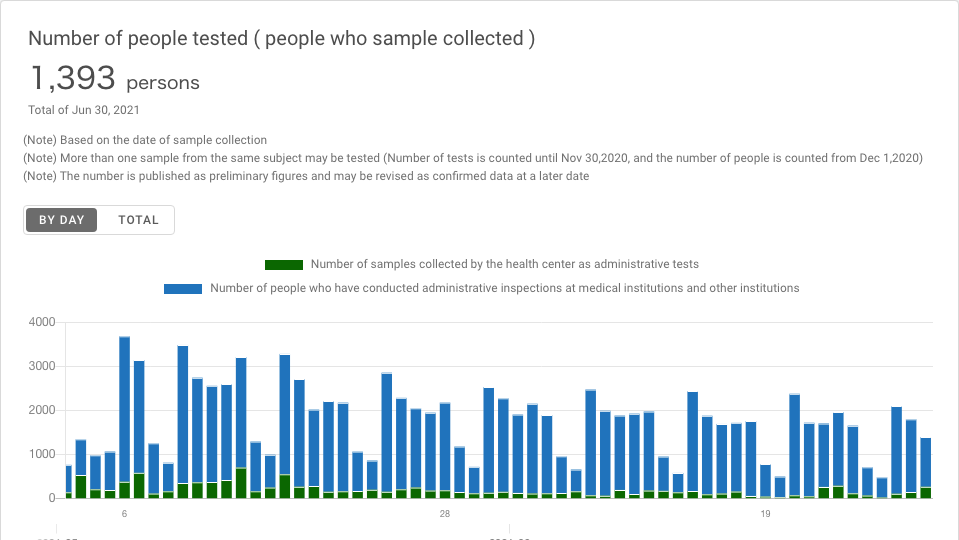 Number of people tested ( people who sample collected )
1,393 persons
Total of Jun 30, 2021
(Note) Based on the date of sample collection
(Note) More than one sample from the same subject may be tested (Number of tests is counted until Nov 30,2020, and the number of people is counted from Dec 1,2020)
(Note) The number is published as preliminary figures and may be revised as confirmed data at a later date
BY DAY TOTAL
Number of samples collected by the health center as administrative tests
Number of people who have conducted administrative inspections at medical institutions and other institutions
4000
3000
2000
1000
0
6 28 19